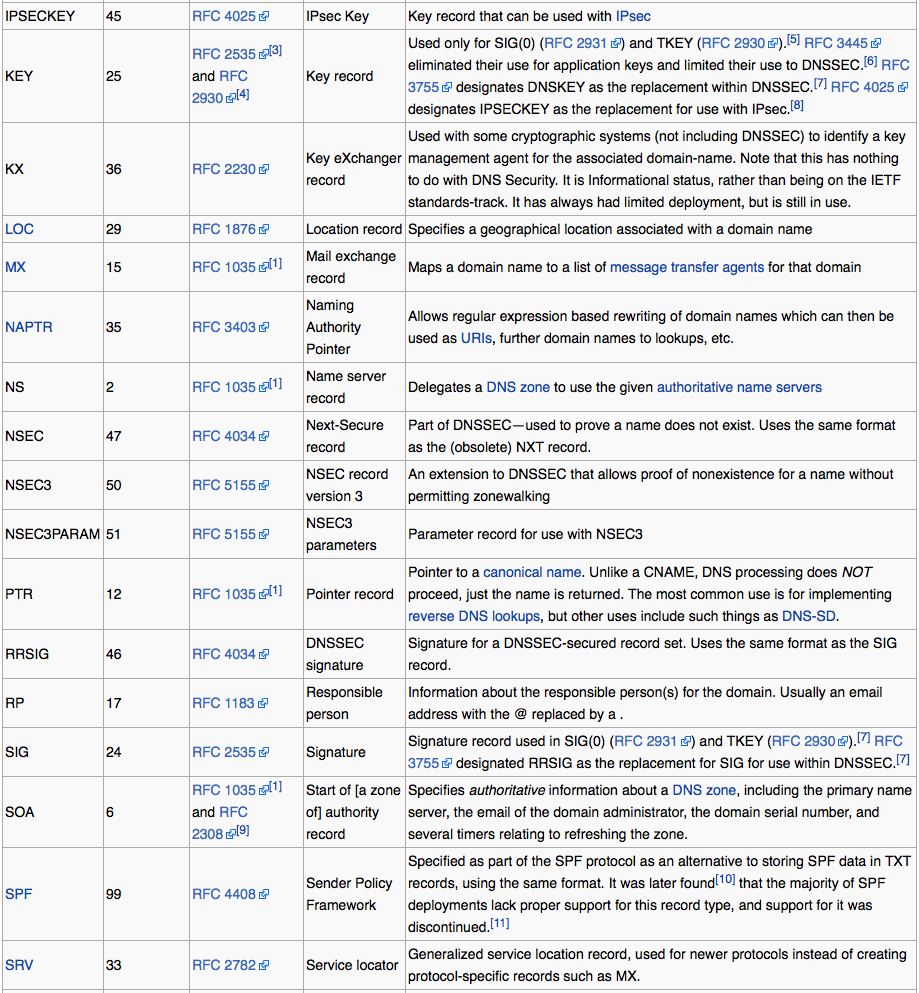 IPSECKEY 45 RFC 4025 IPsec Key Key record that can be used with IPsec
KEY 25 RFC 2535[3] and RFC 2930[4] Key record Used only for SIG(0) (RFC 2931) and TKEY (RFC 2930).[5] RFC 3445
eliminated their use for application keys and limited their use to DNSSEC.[6] RFC
3755 designates DNSKEY as the replacement within DNSSEC.[7] RFC 4025
designates IPSECKEY as the replacement for use with IPsec.[8]
KX 36 RFC 2230 Key eXchanger record Used with some cryptographic systems (not including DNSSEC) to identify a key
management agent for the associated domain-name. Note that this has nothing
to do with DNS Security. It is Informational status, rather than being on the IETF
standards-track. It has always had limited deployment, but is still in use.
LOC 29 RFC 1876 Location record Specifies a geographical location associated with a domain name
MX 15 RFC 1035[1] Mail exchange record Maps a domain name to a list of message transfer agents for that domain
NAPTR 35 RFC 3403 Naming Authority Pointer Allows regular expression based rewriting of domain names which can then be
used as URIs, further domain names to lookups, etc.
NS 2 RFC 1035[1] Name server record Delegates a DNS zone to use the given authoritative name servers
NSEC 47 RFC 4034 Next-Secure record Part of DNSSEC—used to prove a name does not exist. Uses the same format
as the (obsolete) NXT record.
NSEC3 50 RFC 5155 NSEC record version 3 An extension to DNSSEC that allows proof of nonexistence for a name without
permitting zonewalking
NSEC3PARAM 51 RFC 5155 NSEC3 parameters Parameter record for use with NSEC3
PTR 12 RFC 1035[1] Pointer record Pointer to a canonical name. Unlike a CNAME, DNS processing does NOT
proceed, just the name is returned. The most common use is for implementing
reverse DNS lookups, but other uses include such things as DNS-SD.
RRSIG 46 RFC 4034 DNSSEC signature Signature for a DNSSEC-secured record set. Uses the same format as the SIG
record.
RP 17 RFC 1183 Responsible person Information about the responsible person(s) for the domain. Usually an email
address with the @ replaced by a .
SIG 24 RFC 2535 Signature Signature record used in SIG(0) (RFC 2931) and TKEY (RFC 2930).[7] RFC
3755 designated RRSIG as the replacement for SIG for use within DNSSEC.[7]
SOA 6 RFC 1035[1] and RFC 2308[9] Start of [a zone of] authority record Specifies authoritative information about a DNS zone, including the primary name
server, the email of the domain administrator, the domain serial number, and
several timers relating to refreshing the zone.
SPF 99 RFC 4408 Sender Policy Framework Specified as part of the SPF protocol as an alternative to storing SPF data in TXT
records, using the same format. It was later found[10] that the majority of SPF
deployments lack proper support for this record type, and support for it was
discontinued.[11]
SRV 33 RFC 2782 Service locator Generalized service location record, used for newer protocols instead of creating
protocol-specific records such as MX.